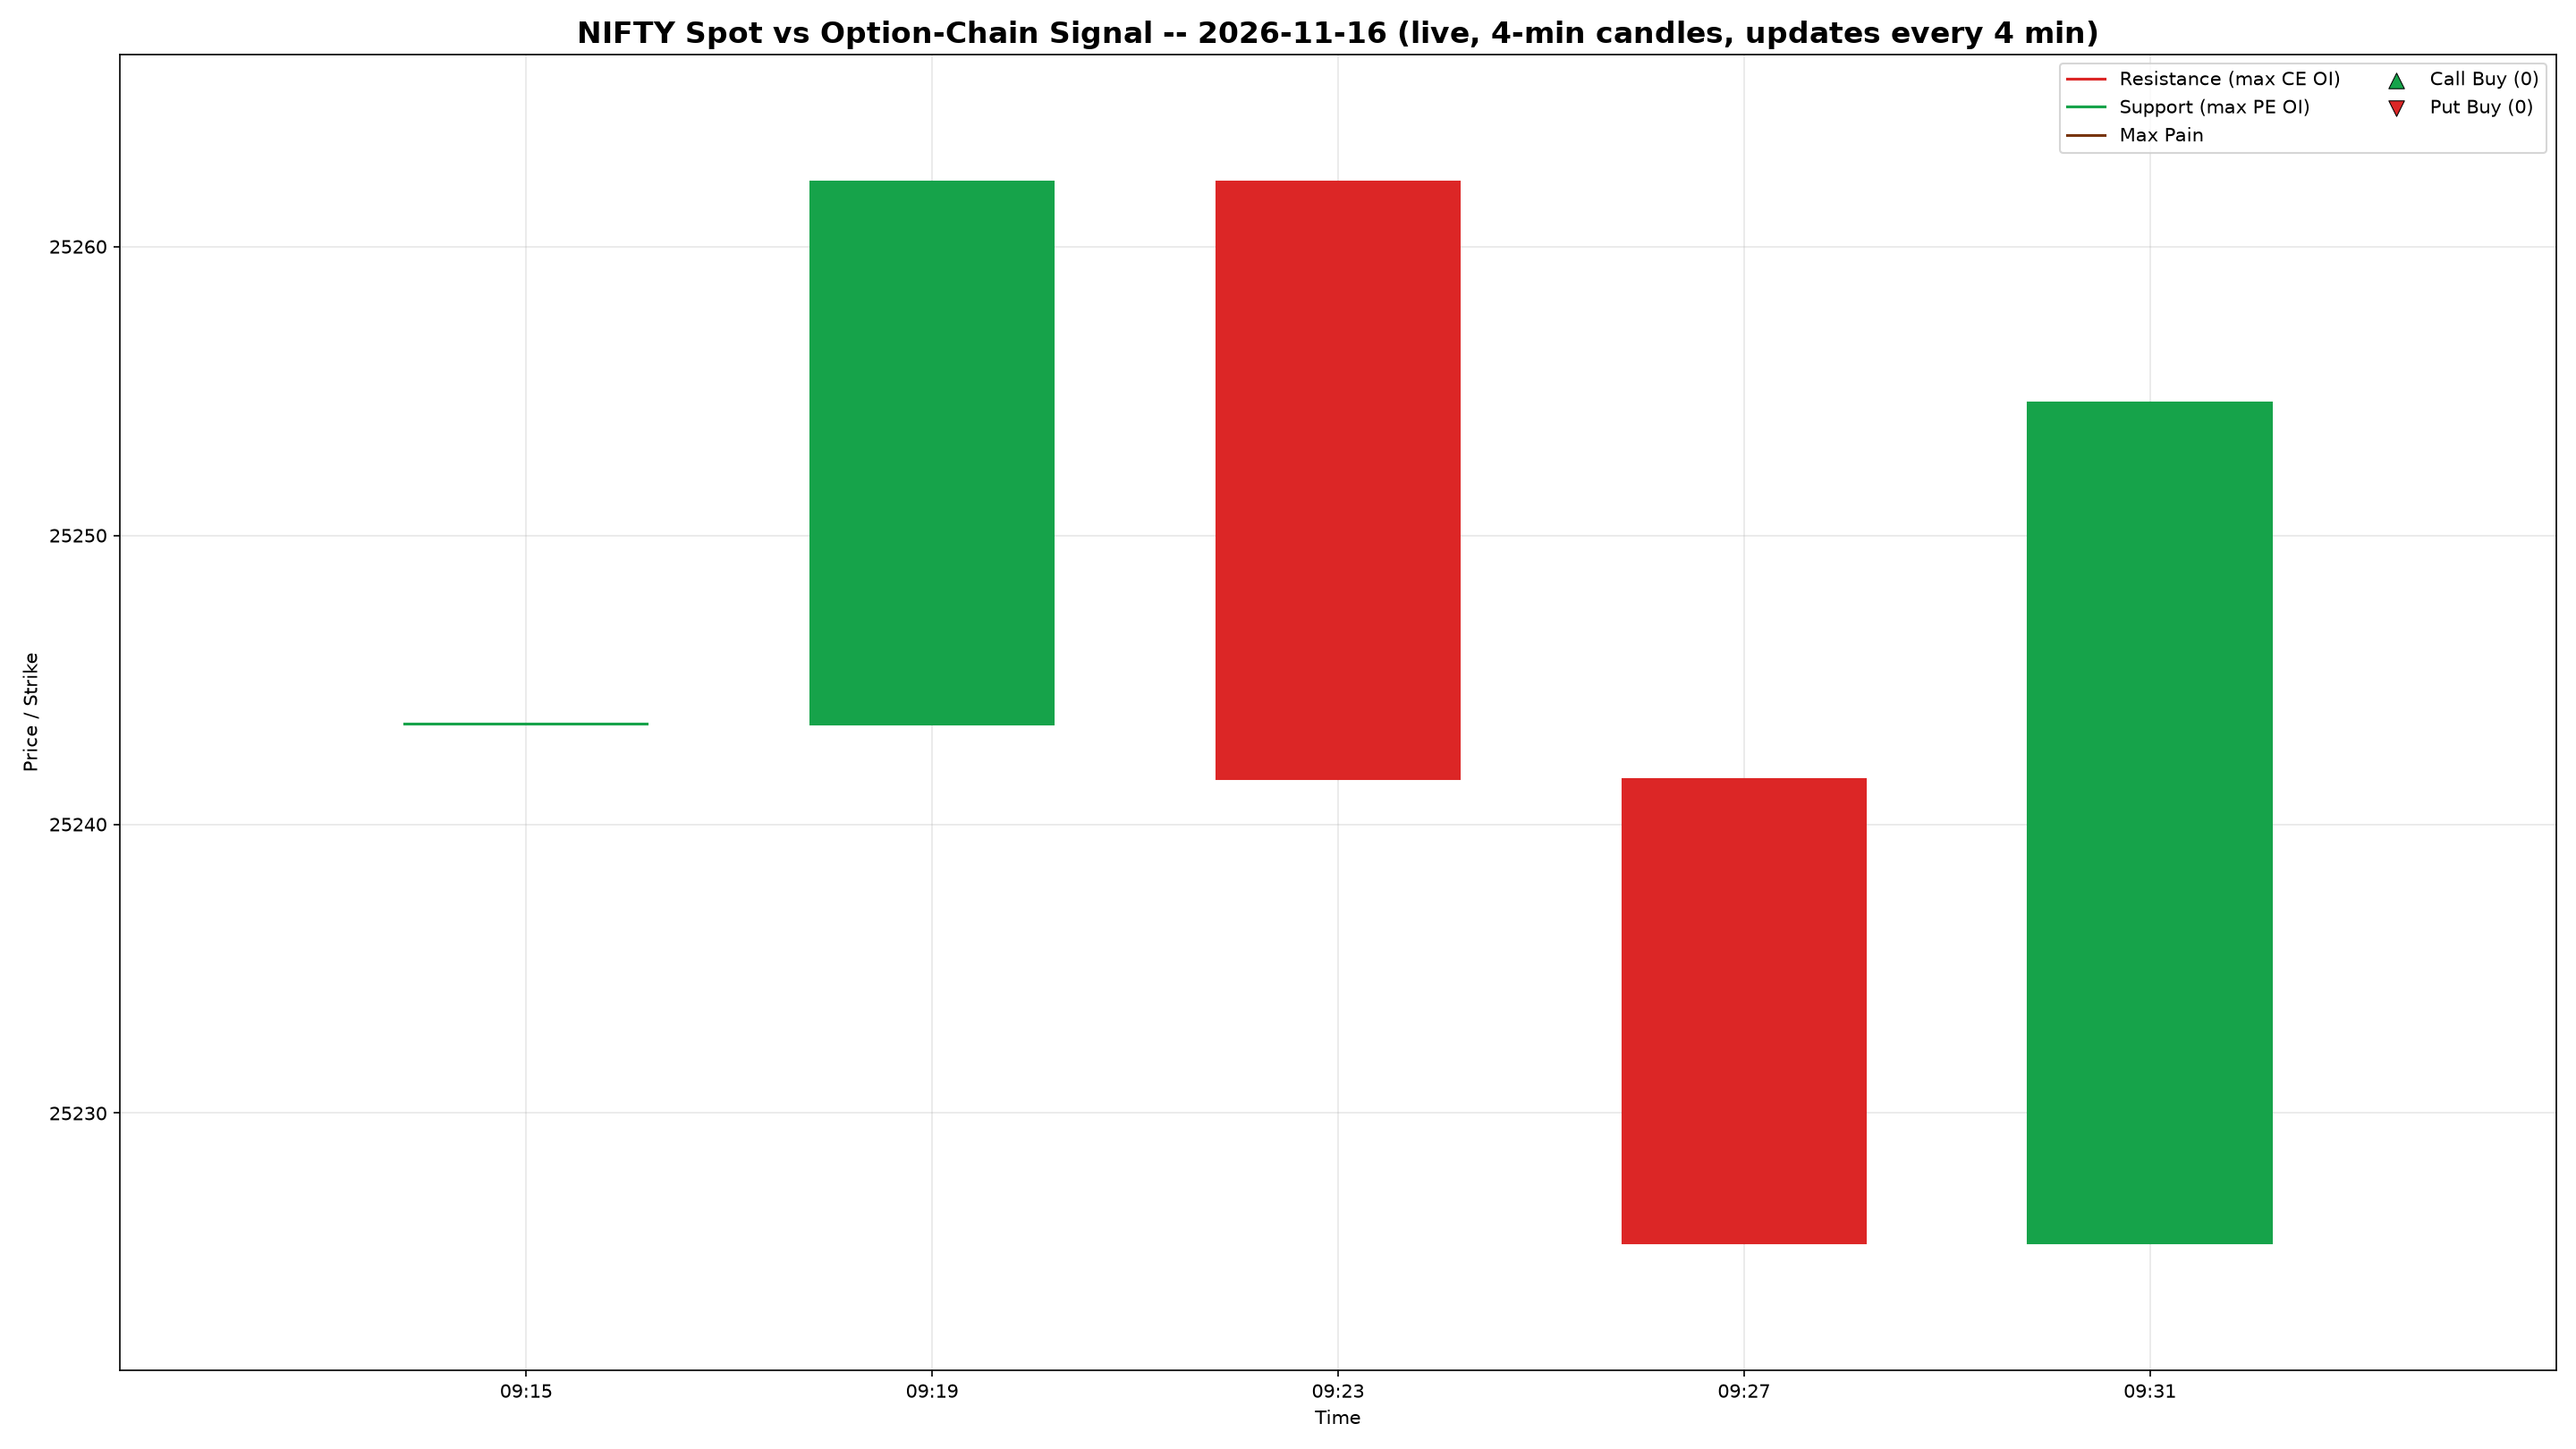 NIFTY Spot vs Option-Chain Signal -- 2026-11-16 (live, 4-min candles, updates every 4 min)
Resistance (max CE OI)
Support (max PE OI)
Max Pain
Call Buy (0)
Put Buy (0)
25260
25250
25240
25230
Price / Strike
09:15
09:19
09:23
09:27
09:31
Time